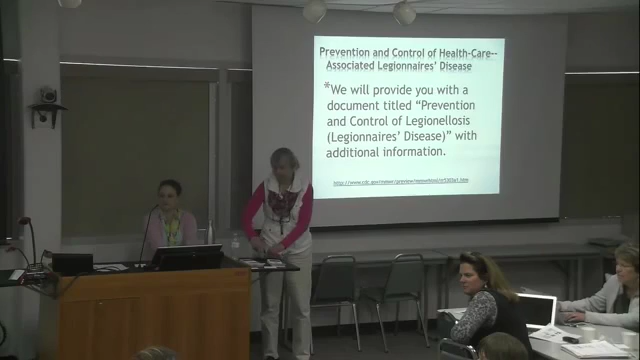 Prevention and Control of Health-Care--
Associated Legionnaires' Disease
*We will provide you with a
document titled "Prevention
and Control of Legionellosis
(Legionnaires' Disease)" with
additional information.